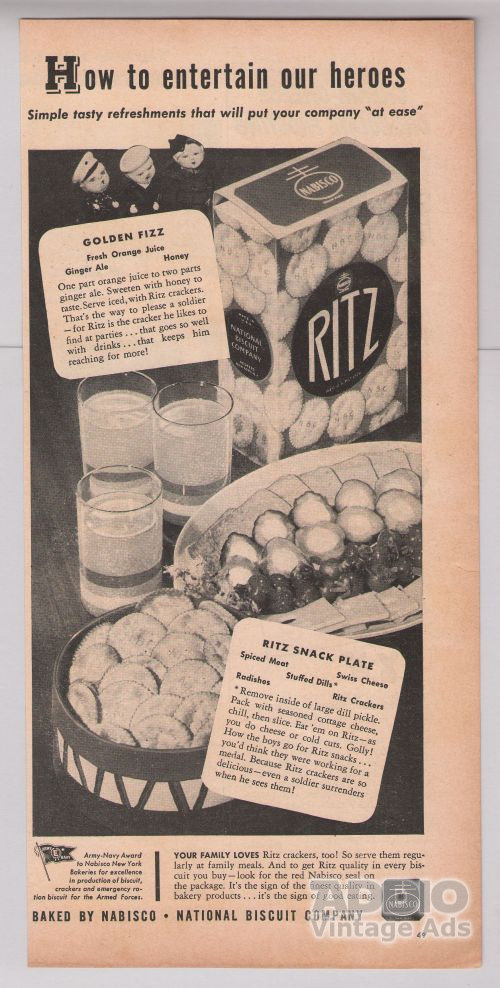 How to entertain our heroes
Simple tasty refreshments that will put your company "at ease"
NABISCO
GOLDEN FIZZ
Fresh Orange Juice
Ginger Ale Honey
One part orange juice to two parts
ginger ale. Sweeten with honey to
taste. Serve iced, with Ritz crackers.
That's the way to please a soldier
—for Ritz is the cracker he likes to
find at parties...that goes so well
with drinks...that keeps him
reaching for more!
NATIONAL
BISCUIT
COMPANY
RITZ
RITZ SNACK PLATE
Spiced Meat Swiss Cheese
Stuffed Dills*
Radishes Ritz Crackers
*Remove inside of large dill pickle.
Pack with seasoned cottage cheese,
chill, then slice. Eat 'em on Ritz—as
you do cheese or cold cuts. Golly!
How the boys go for Ritz snacks...
you'd think they were working for a
medal. Because Ritz crackers are so
delicious—even a soldier surrenders
when he sees them!
Army-Navy Award
to Nabisco New York
Bakeries for excellence
in production of biscuit,
crackers and emergency ra-
tion biscuit for the Armed Forces.
YOUR FAMILY LOVES Ritz crackers, too! So serve them regu-
larly at family meals. And to get Ritz quality in every bis-
cuit you buy—look for the red Nabisco seal on
the package. It's the sign of the finest quality in
bakery products...it's the sign of good eating.
NABISCO
BAKED BY NABISCO • NATIONAL BISCUIT COMPANY
Vintage Ads
49